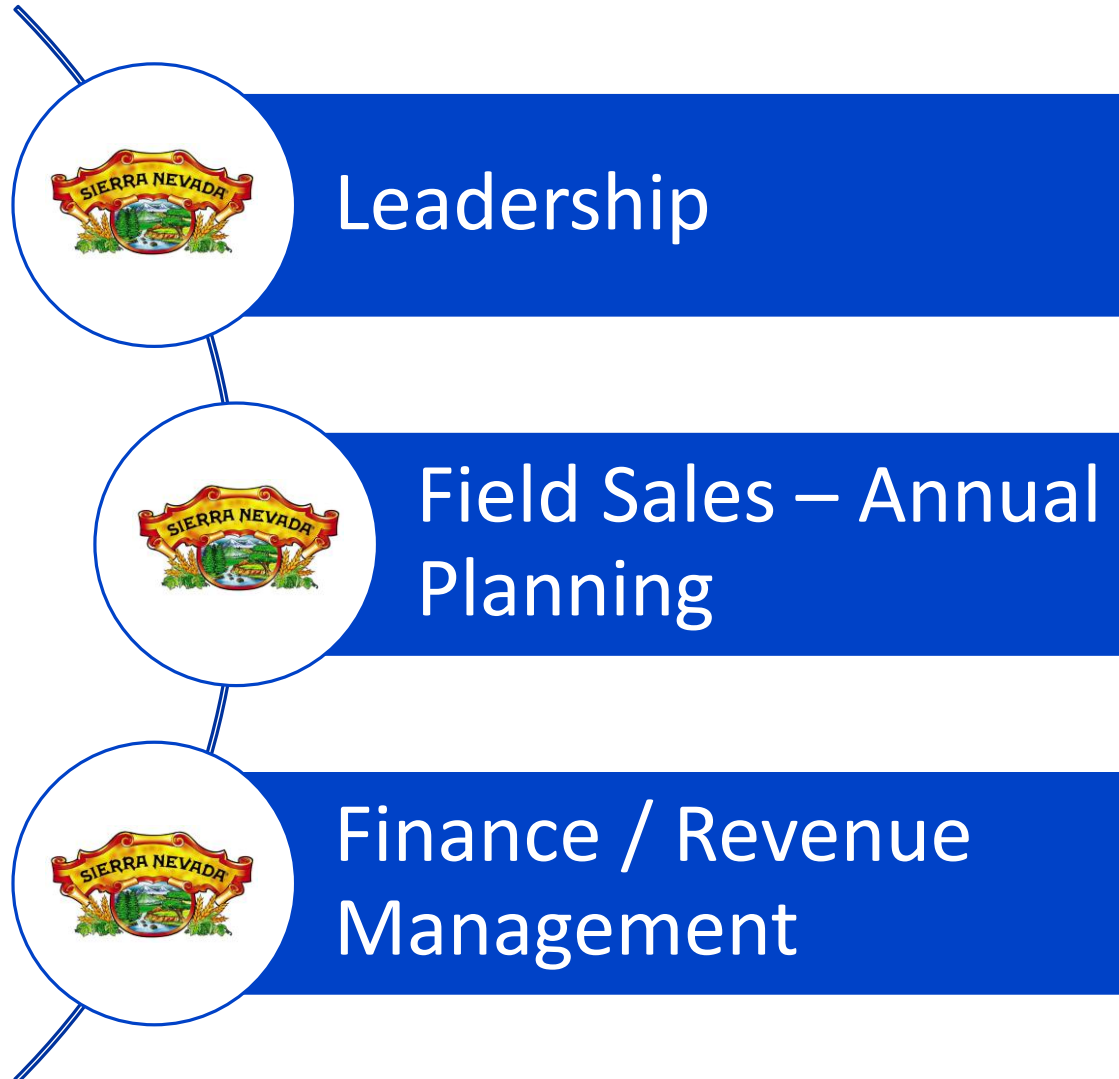 SIERRA NEVADA
Leadership
SIERRA NEVADA
Field Sales – Annual
Planning
SIERRA NEVADA
Finance / Revenue
Management